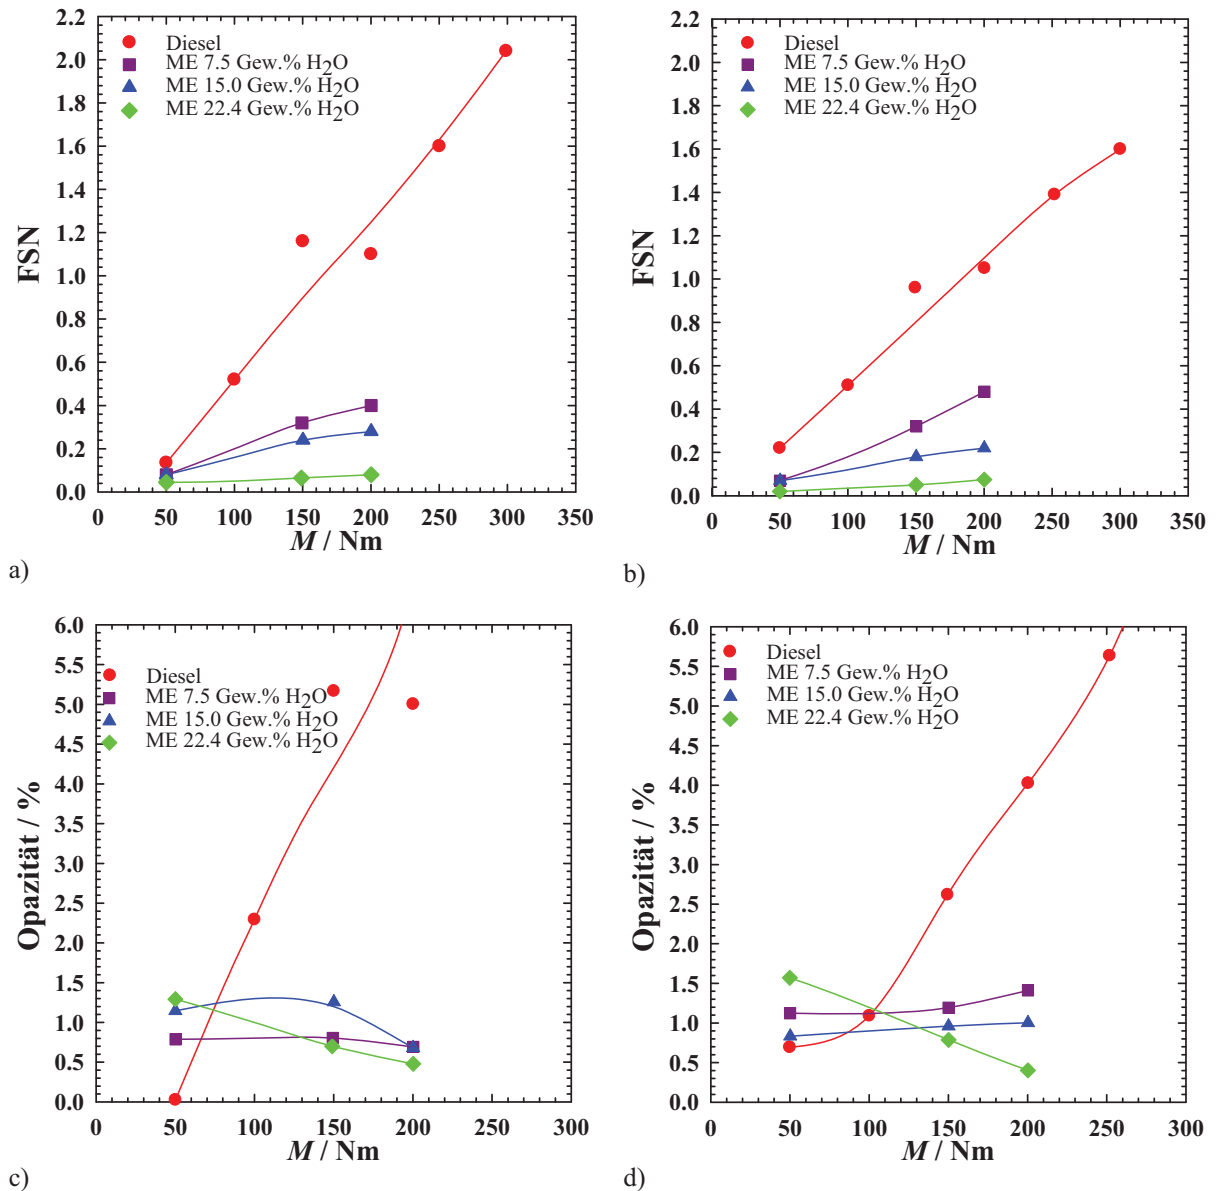 2.2
2.0
1.8
1.6
1.4
1.2
1.0
0.8
0.6
0.4
0.2
0.0
FSN
Diesel
ME 7.5 Gew.% H2O
ME 15.0 Gew.% H2O
ME 22.4 Gew.% H2O
0 50 100 150 200 250 300 350
M / Nm
a)
2.2
2.0
1.8
1.6
1.4
1.2
1.0
0.8
0.6
0.4
0.2
0.0
FSN
Diesel
ME 7.5 Gew.% H2O
ME 15.0 Gew.% H2O
ME 22.4 Gew.% H2O
0 50 100 150 200 250 300 350
M / Nm
b)
6.0
5.5
5.0
4.5
4.0
3.5
3.0
2.5
2.0
1.5
1.0
0.5
0.0
Opazität / %
Diesel
ME 7.5 Gew.% H2O
ME 15.0 Gew.% H2O
ME 22.4 Gew.% H2O
0 50 100 150 200 250 300
M / Nm
c)
6.0
5.5
5.0
4.5
4.0
3.5
3.0
2.5
2.0
1.5
1.0
0.5
0.0
Opazität / %
Diesel
ME 7.5 Gew.% H2O
ME 15.0 Gew.% H2O
ME 22.4 Gew.% H2O
0 50 100 150 200 250 300
M / Nm
d)